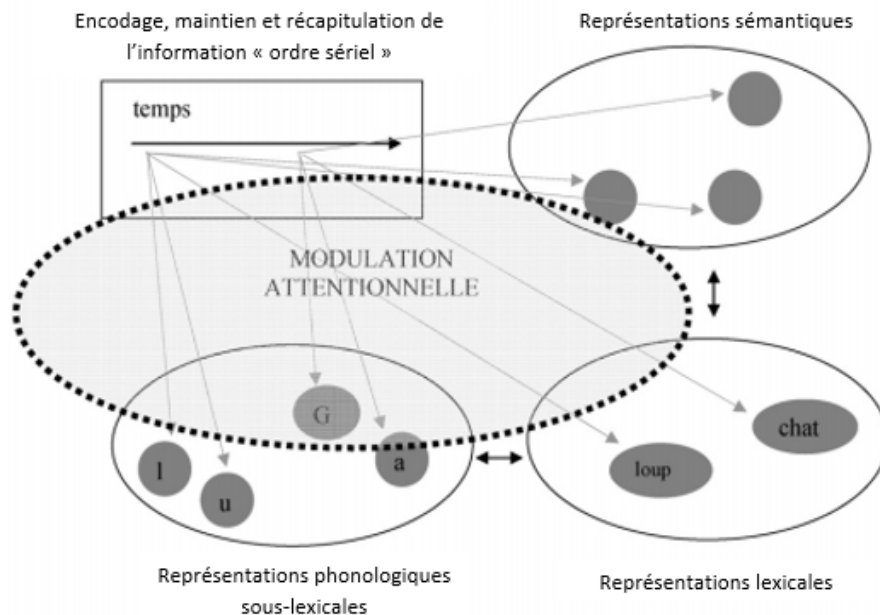 Encodage, maintien et récapitulation de
l'information « ordre sériel »
Représentations sémantiques
temps
MODULATION
ATTENTIONNELLE
G
l
a
u
chat
loup
Représentations phonologiques
sous-lexicales
Représentations lexicales